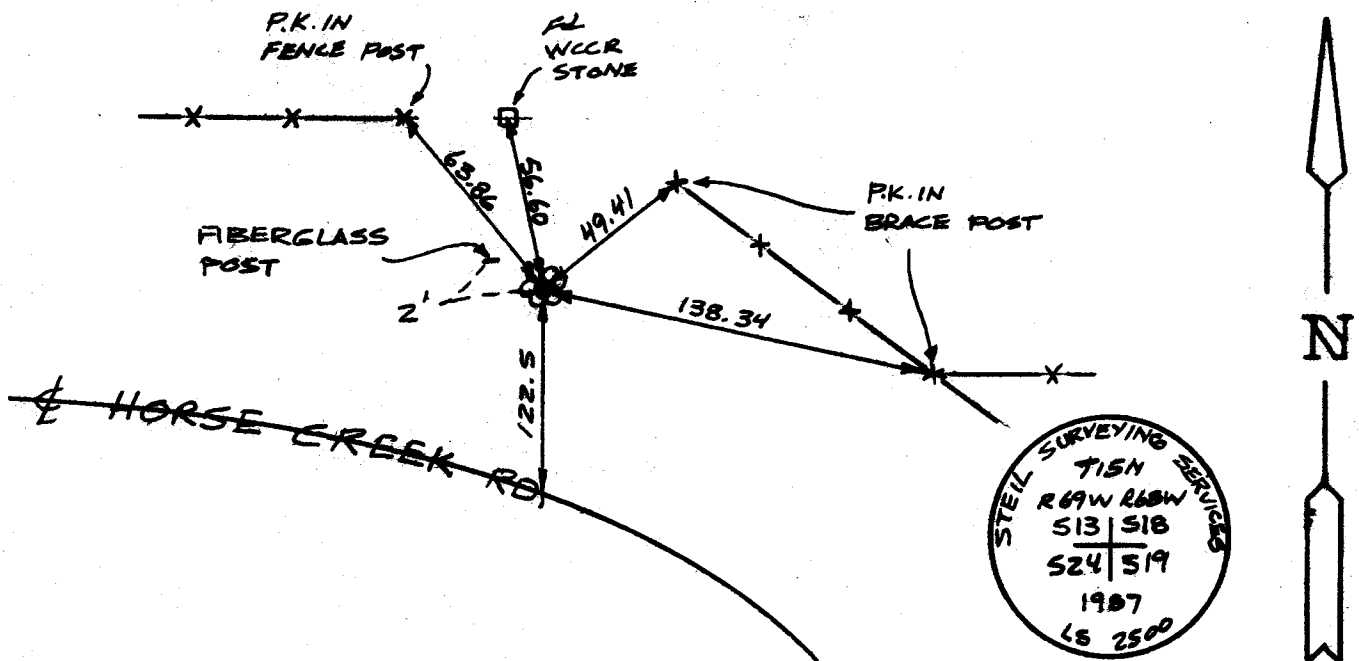 P.K. IN
FENCE POST
Fd
WCCR
STONE
63.86
56.60
49.41
P.K. IN
BRACE POST
FIBERGLASS
POST
2'
138.34
122.5
℄ HORSE CREEK RD
N
STEIL SURVEYING SERVICES
T15N
R69W R68W
S13 S18
S24 S19
1987
LS 2500